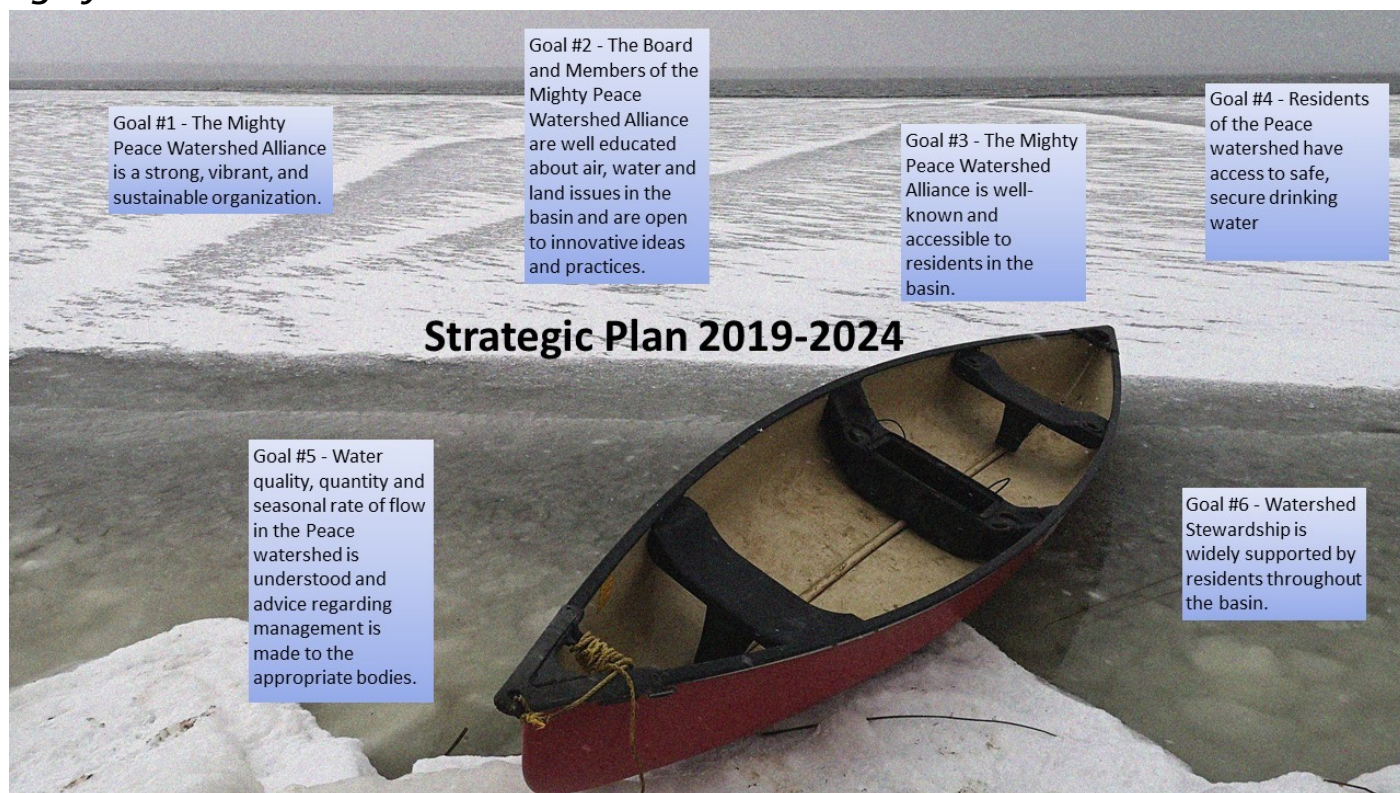 Goal #1 - The Mighty
Peace Watershed Alliance
is a strong, vibrant, and
sustainable organization.
Goal #2 - The Board
and Members of the
Mighty Peace
Watershed Alliance
are well educated
about air, water and
land issues in the
basin and are open
to innovative ideas
and practices.
Goal #3 - The Mighty
Peace Watershed
Alliance is well-
known and
accessible to
residents in the
basin.
Goal #4 - Residents
of the Peace
watershed have
access to safe,
secure drinking
water
Strategic Plan 2019-2024
Goal #5 - Water
quality, quantity and
seasonal rate of flow
in the Peace
watershed is
understood and
advice regarding
management is
made to the
appropriate bodies.
Goal #6 - Watershed
Stewardship is
widely supported by
residents throughout
the basin.